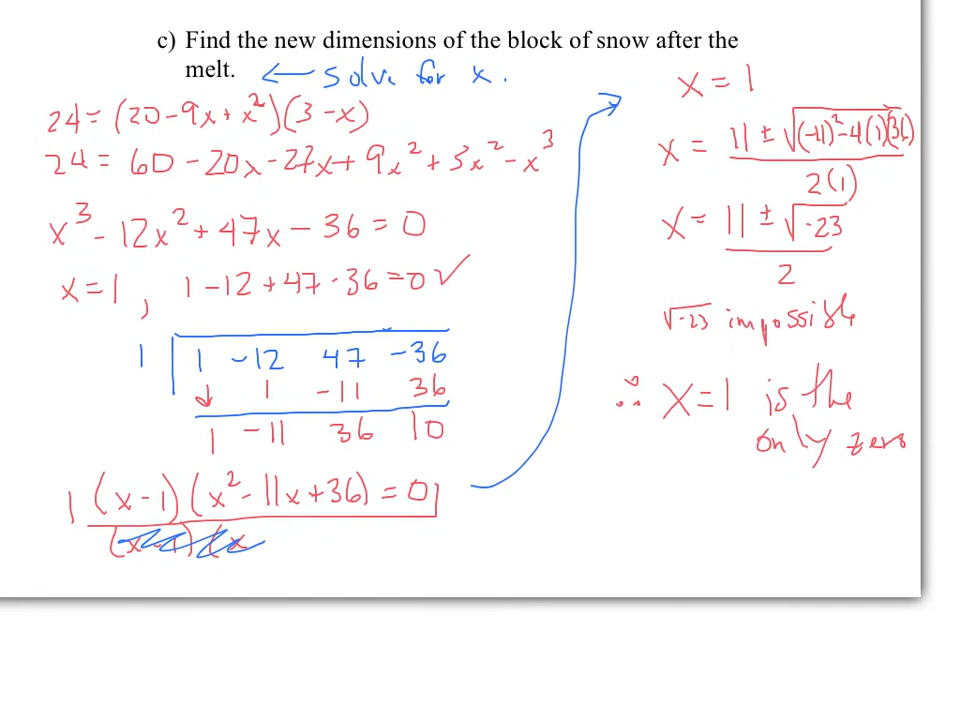 c) Find the new dimensions of the block of snow after the
melt. ← solve for x.
24 = (20 - 9x + x²)(3 - x)
24 = 60 - 20x - 27x + 9x² + 3x² - x³
x³ - 12x² + 47x - 36 = 0
x = 1, 1 - 12 + 47 - 36 = 0 ✓
1 | 1 -12 47 -36
↓ 1 -11 36
1 -11 36 | 0
(x - 1)(x² - 11x + 36) = 0
x = 1
x = 11 ± √(-11)² - 4(1)(36)
2(1)
x = 11 ± √-23
2
√-23 impossible
∴ x = 1 is the
only zero